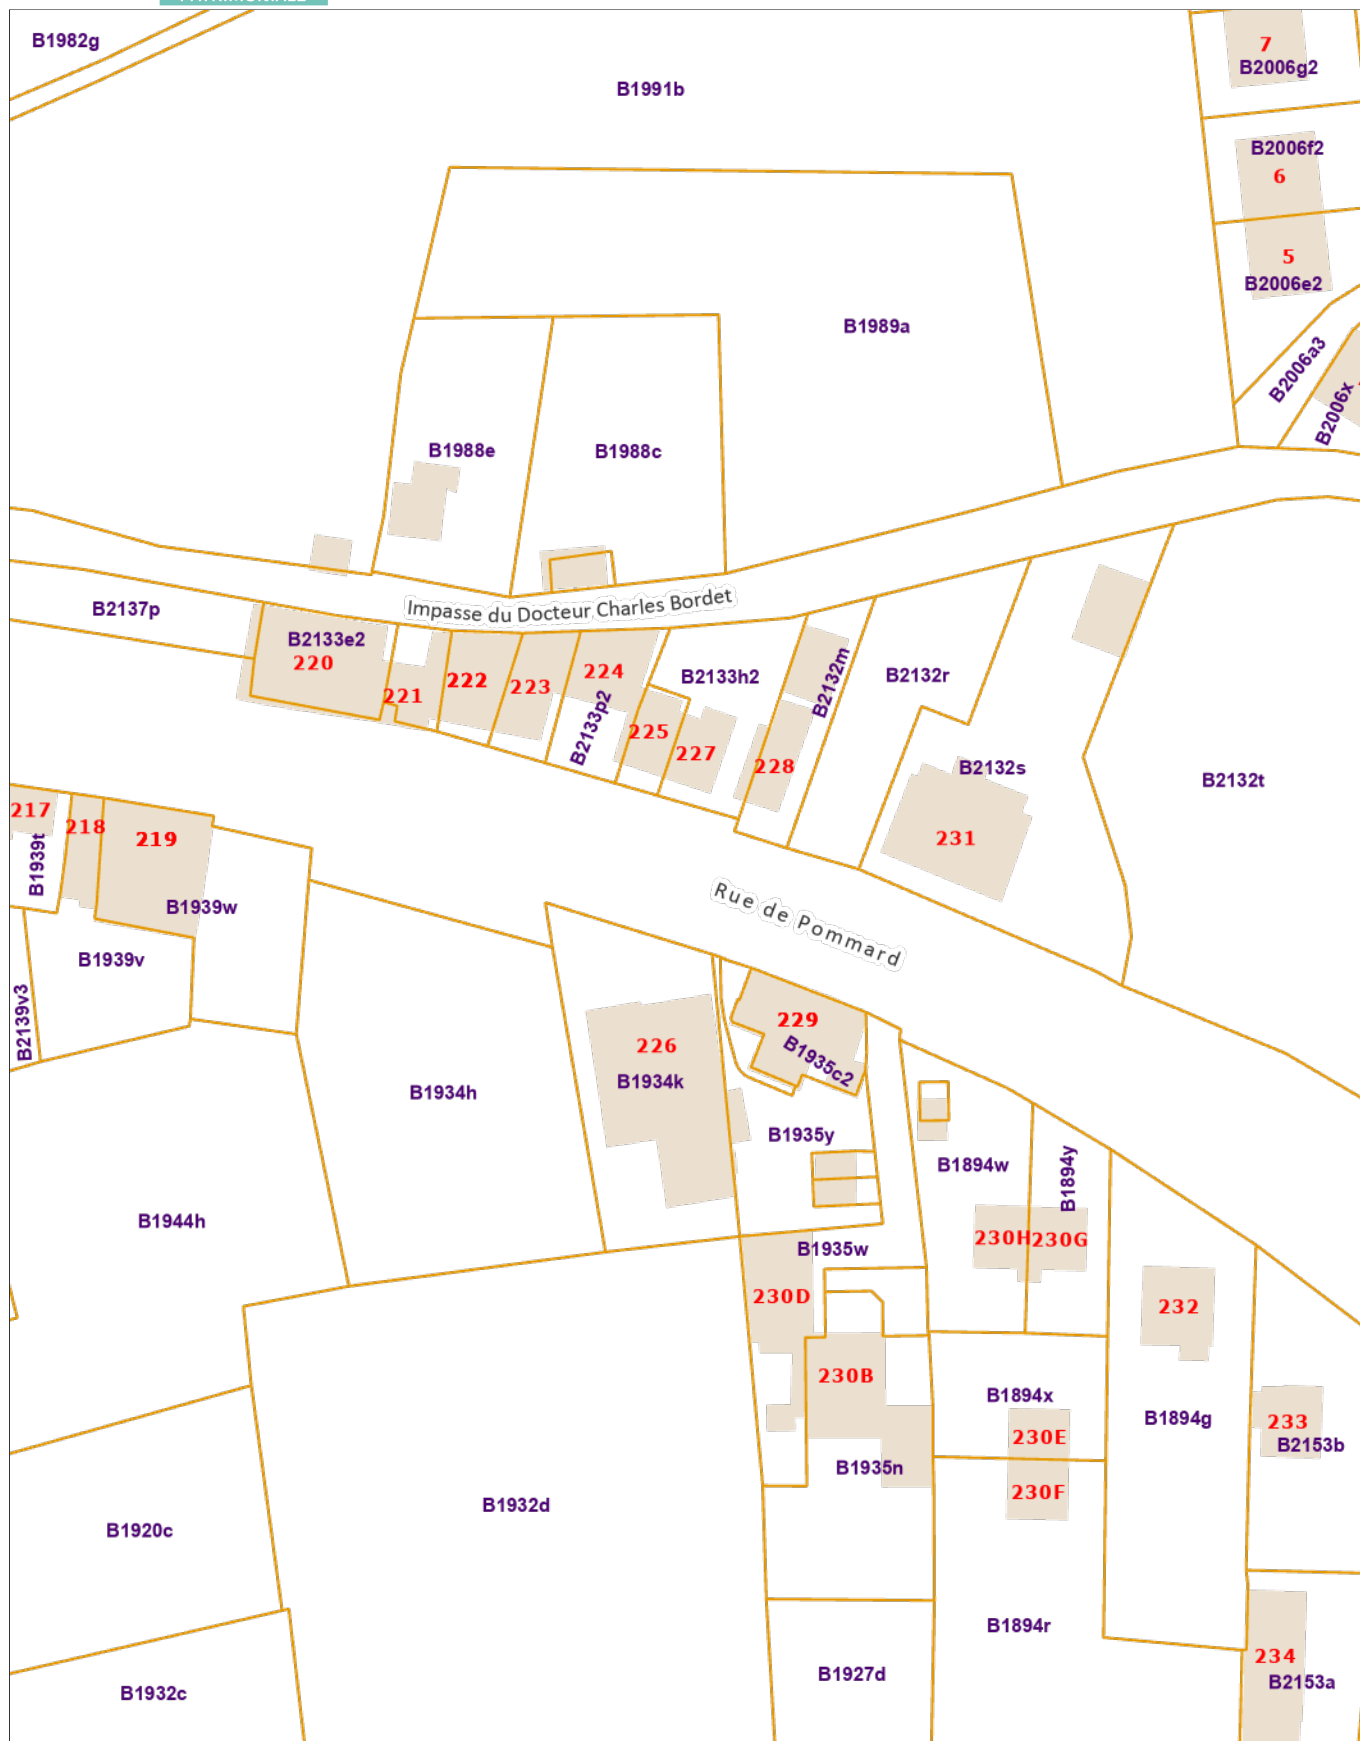 B1982g
B1991b
7
B2006g2
B2006f2
6
5
B2006e2
B1989a
B2006a3
B2006x
B1988e
B1988c
Impasse du Docteur Charles Bordet
B2137p
B2133e2
220
221
222
223
224
B2133p2
B2133h2
225
227
B2132m
228
B2132r
B2132s
231
B2132t
217
218
219
B1939t
B1939w
B1939v
B2139v3
Rue de Pommard
226
B1934k
229
B1935c2
B1934h
B1935y
B1894w
B1894y
B1944h
230H
230G
B1935w
230D
232
230B
B1894x
B1894g
230E
233
B2153b
B1935n
230F
B1932d
B1920c
B1894r
234
B2153a
B1927d
B1932c